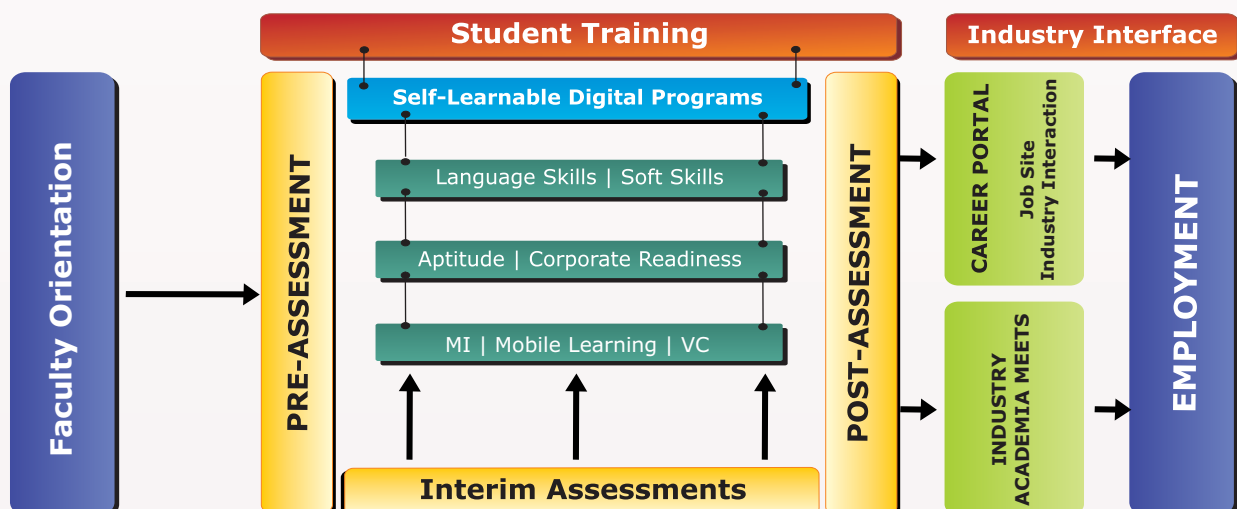 Student Training
Industry Interface
Faculty Orientation
PRE-ASSESSMENT
Self-Learnable Digital Programs
Language Skills | Soft Skills
Aptitude | Corporate Readiness
MI | Mobile Learning | VC
Interim Assessments
POST-ASSESSMENT
CAREER PORTAL
Job Site
Industry Interaction
INDUSTRY
ACADEMIA MEETS
EMPLOYMENT